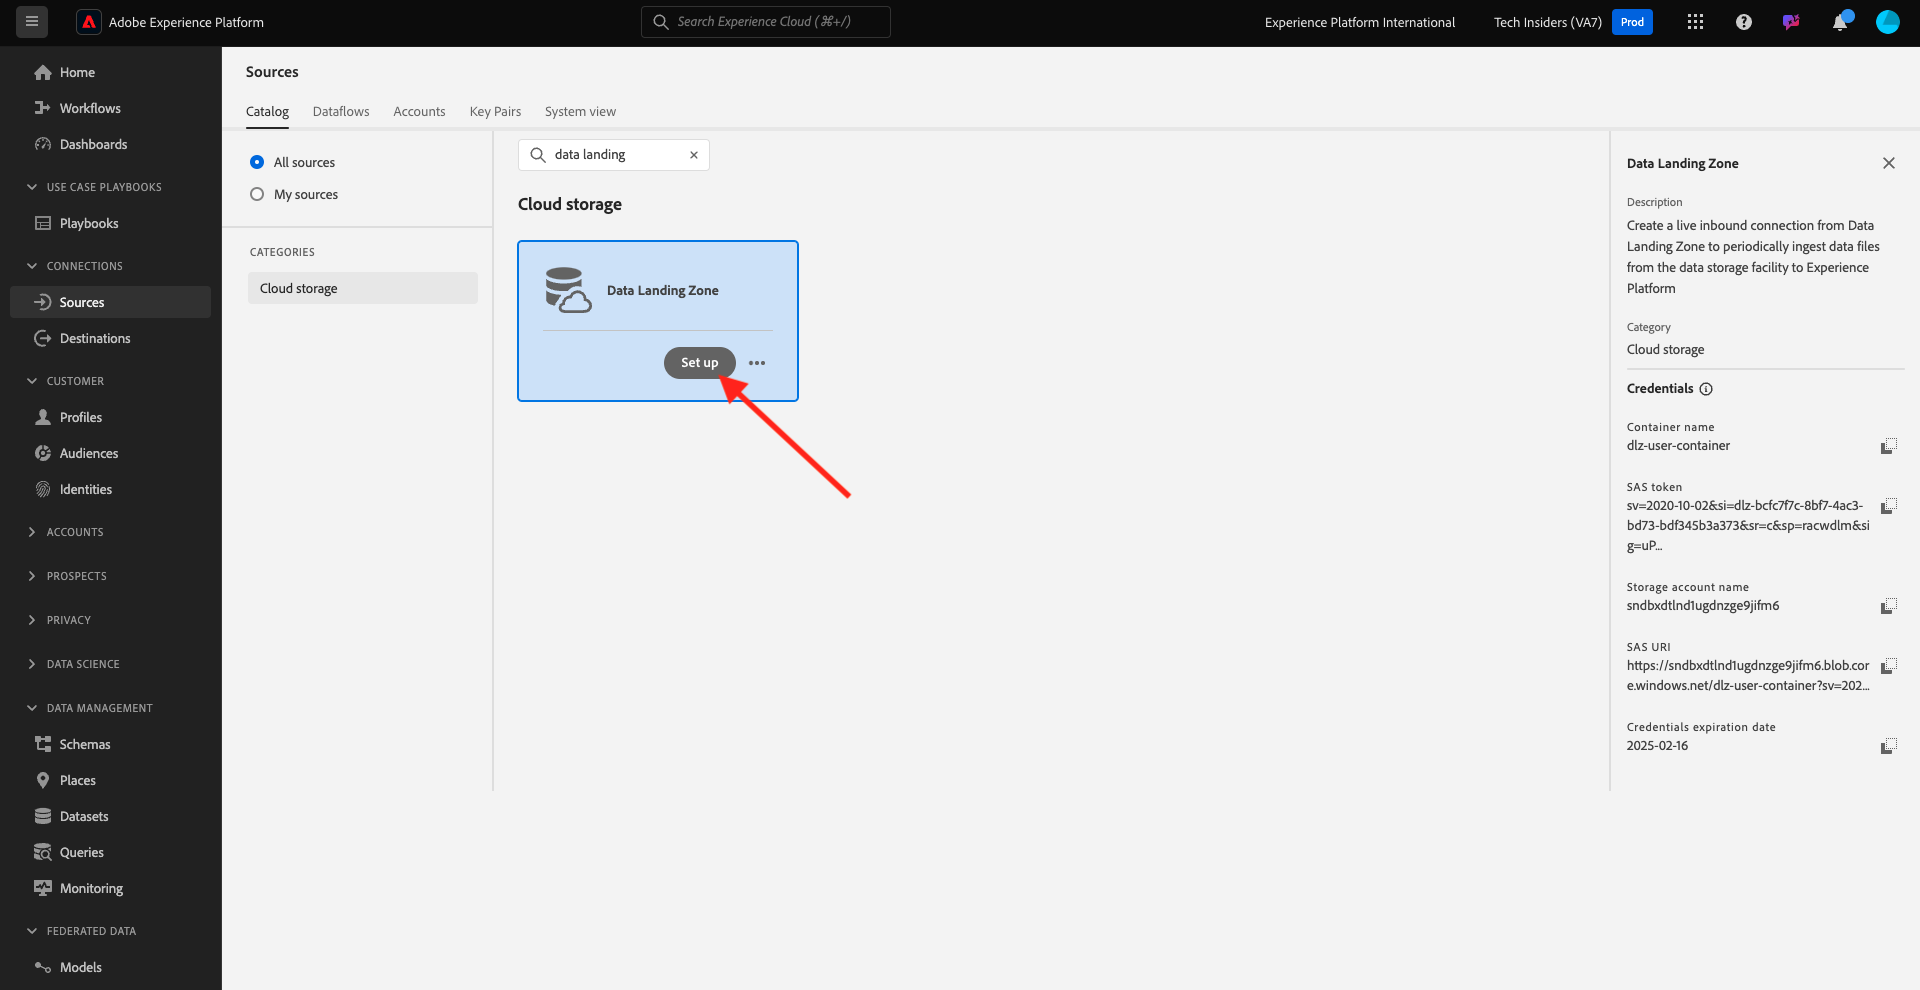 Adobe Experience Platform
Search Experience Cloud (⌘+/)
Experience Platform International
Tech Insiders (VA7)
Prod
Home
Workflows
Dashboards
USE CASE PLAYBOOKS
Playbooks
CONNECTIONS
Sources
Destinations
CUSTOMER
Profiles
Audiences
Identities
ACCOUNTS
PROSPECTS
PRIVACY
DATA SCIENCE
DATA MANAGEMENT
Schemas
Places
Datasets
Queries
Monitoring
FEDERATED DATA
Models
Sources
Catalog
Dataflows
Accounts
Key Pairs
System view
All sources
My sources
CATEGORIES
Cloud storage
data landing
Cloud storage
Data Landing Zone
Set up
Data Landing Zone
Description
Create a live inbound connection from Data
Landing Zone to periodically ingest data files
from the data storage facility to Experience
Platform
Category
Cloud storage
Credentials
Container name
dlz-user-container
SAS token
sv=2020-10-02&si=dlz-bcfc7f7c-8bf7-4ac3-
bd73-bdf345b3a373&sr=c&sp=racwdlm&si
g=uP...
Storage account name
sndbxdtlnd1ugdnzge9jifm6
SAS URI
https://sndbxdtlnd1ugdnzge9jifm6.blob.cor
e.windows.net/dlz-user-container?sv=202...
Credentials expiration date
2025-02-16